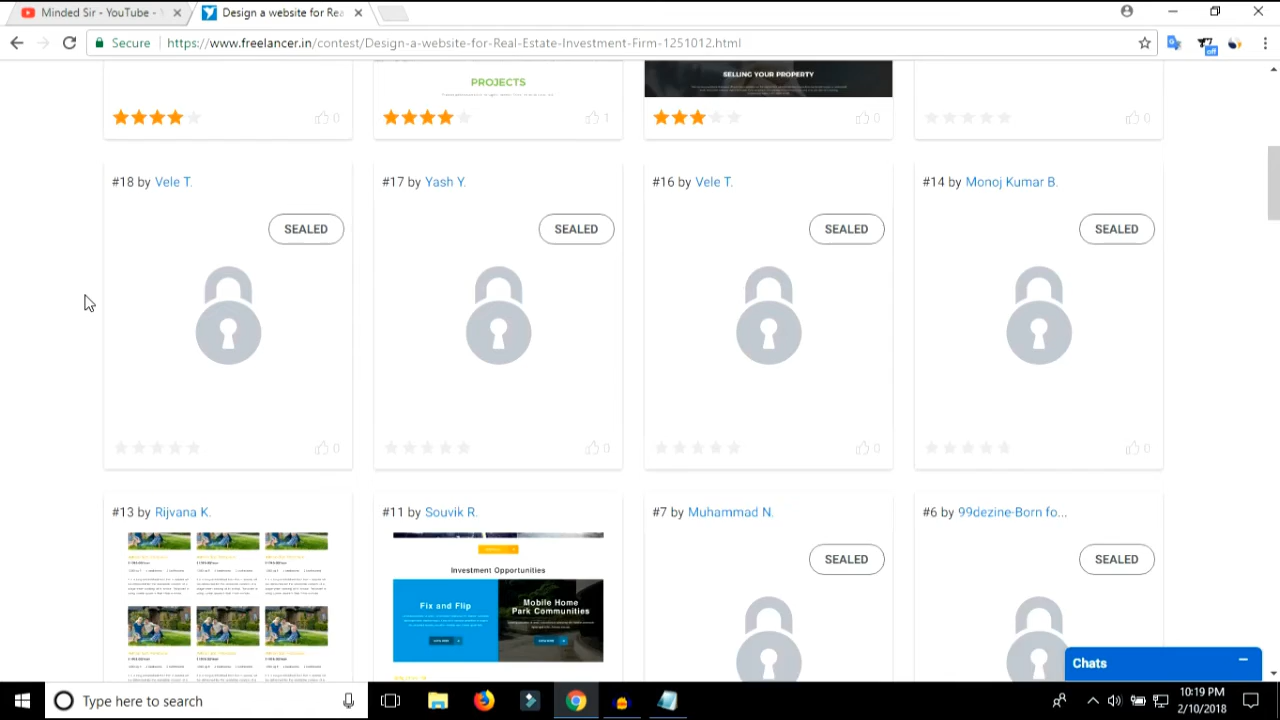 Minded Sir - YouTube -
Design a website for Rea
Secure
https://www.freelancer.in/contest/Design-a-website-for-Real-Estate-Investment-Firm-1251012.html
off
PROJECTS
SELLING YOUR PROPERTY
0
1
0
0
#18 by Vele T.
#17 by Yash Y.
#16 by Vele T.
#14 by Monoj Kumar B.
SEALED
SEALED
SEALED
SEALED
0
0
0
0
#13 by Rijvana K.
#11 by Souvik R.
#7 by Muhammad N.
#6 by 99dezine-Born fo...
SEALED
SEALED
Investment Opportunities
Fix and Flip
Mobile Home
Park Communities
Chats
Type here to search
10:19 PM
2/10/2018